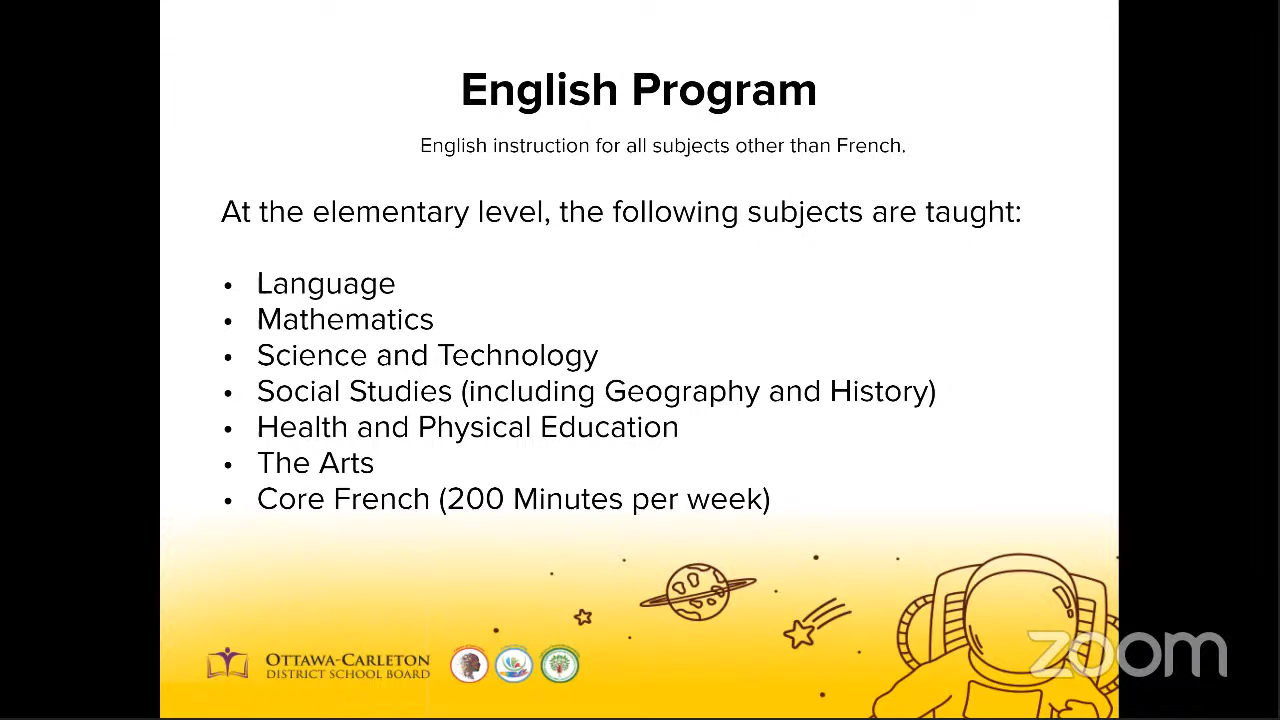 English Program
English instruction for all subjects other than French.
At the elementary level, the following subjects are taught:
• Language
• Mathematics
• Science and Technology
• Social Studies (including Geography and History)
• Health and Physical Education
• The Arts
• Core French (200 Minutes per week)
OTTAWA-CARLETON
DISTRICT SCHOOL BOARD
zoom